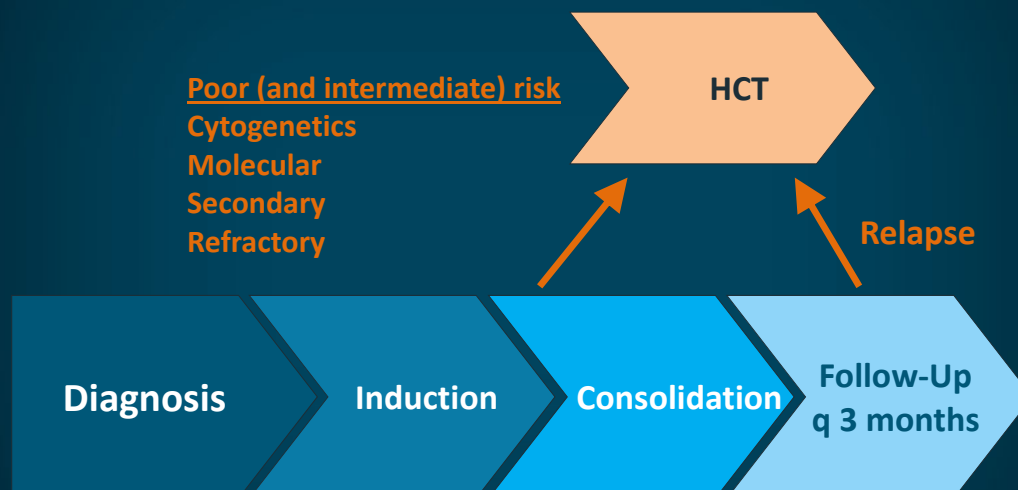 Poor (and intermediate) risk
Cytogenetics
Molecular
Secondary
Refractory
HCT
Relapse
Diagnosis
Induction
Consolidation
Follow-Up
q 3 months